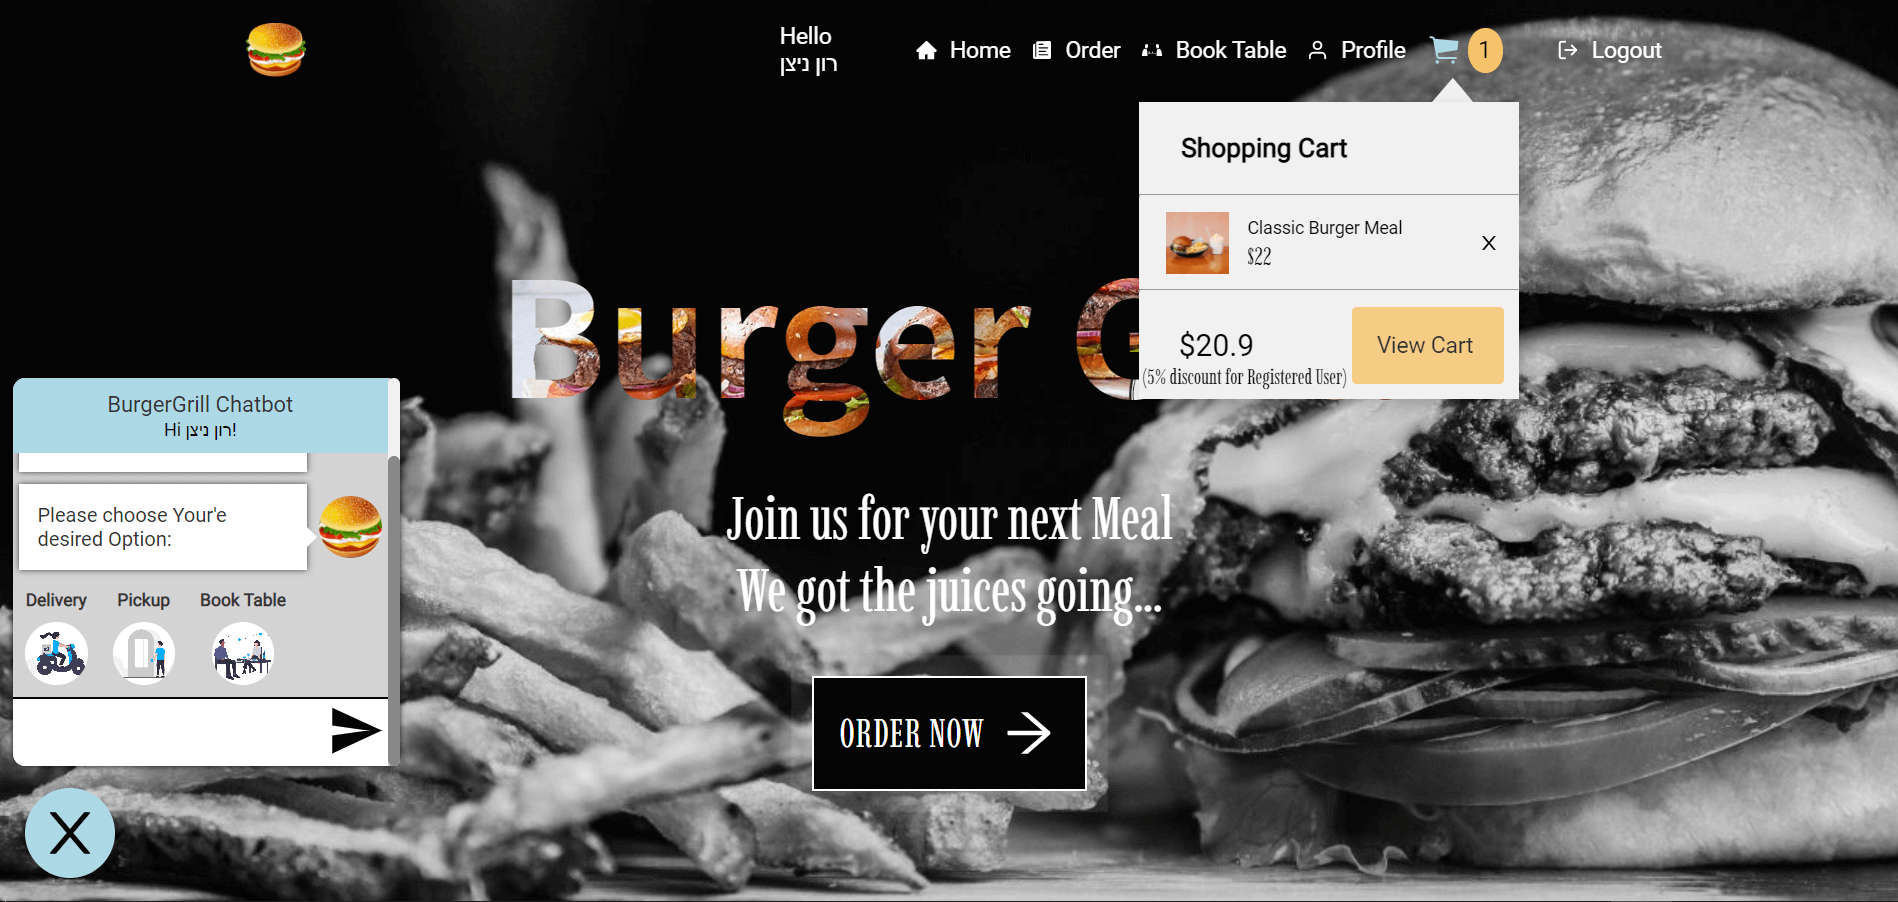 Hello
רון ניצן
Home
Order
Book Table
Profile
1
Logout
Shopping Cart
Classic Burger Meal
$22
X
$20.9
(5% discount for Registered User)
View Cart
Burger G
Join us for your next Meal
We got the juices going...
ORDER NOW
BurgerGrill Chatbot
Hi רון ניצן!
Please choose Your'e
desired Option:
Delivery
Pickup
Book Table
X